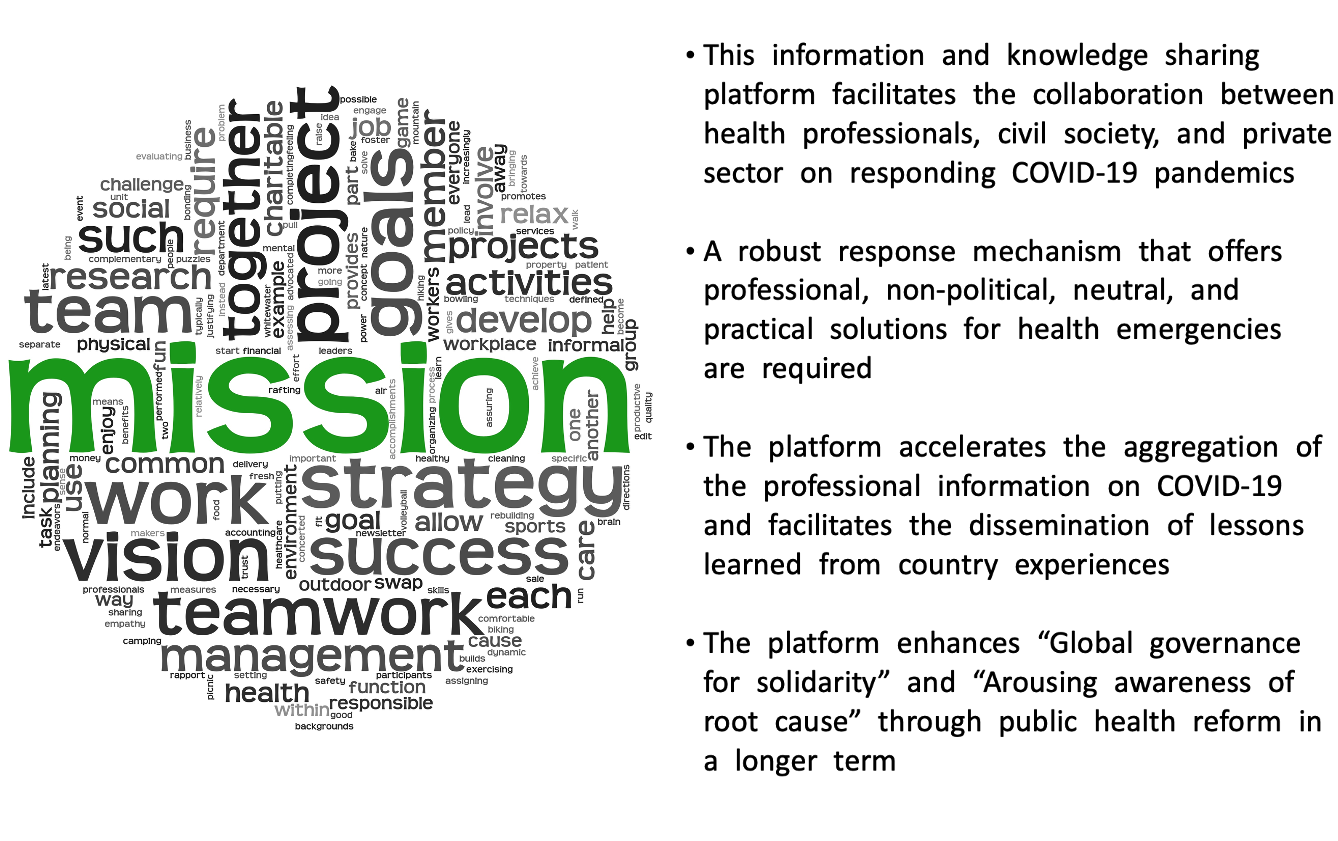 possible
engage
idea
problem
together
charitable
project
raise
job
game
mountain
foster
business
evaluating
require
completing
feeling
bake
solve
goals
member
everyone
increasingly
involve
away
bringing
towards
challenge
unit
bonding
part
promotes
event
social
lead
relax
walk
such
pull
policy
services
being
people
department
mental
provides
nature
projects
complementary
puzzles
property
patient
latest
research
instead
example
advocated
more
going
concept
hiking
activities
team
typically
justifying
whitewater
assessing
power
workers
bowling
techniques
defined
gives
develop
help
become
separate
physical
fun
start
financial
leaders
workplace
informal
group
mission
performed
relatively
effort
rafting
air
accomplishments
process
learn
organizing
assuring
achieve
one
another
productive
quality
edit
means
enjoy
benefits
two
planning
include
money
common
delivery
important
healthy
cleaning
specific
sense
use
fresh
putting
strategy
directions
work
food
environment
task
endeavors
normal
makers
accounting
healthcare
concerted
fit
goal
volleyball
allow
rebuilding
sports
brain
newsletter
vision
trust
success
care
outdoor
swap
sale
professionals
measures
necessary
skills
each
run
way
sharing
empathy
teamwork
comfortable
biking
camping
cause
dynamic
management
builds
exercising
rapport
setting
safety
participants
assigning
picnic
health
function
responsible
within
good
backgrounds
• This information and knowledge sharing
platform facilitates the collaboration between
health professionals, civil society, and private
sector on responding COVID-19 pandemics
• A robust response mechanism that offers
professional, non-political, neutral, and
practical solutions for health emergencies
are required
• The platform accelerates the aggregation of
the professional information on COVID-19
and facilitates the dissemination of lessons
learned from country experiences
• The platform enhances “Global governance
for solidarity” and “Arousing awareness of
root cause” through public health reform in
a longer term